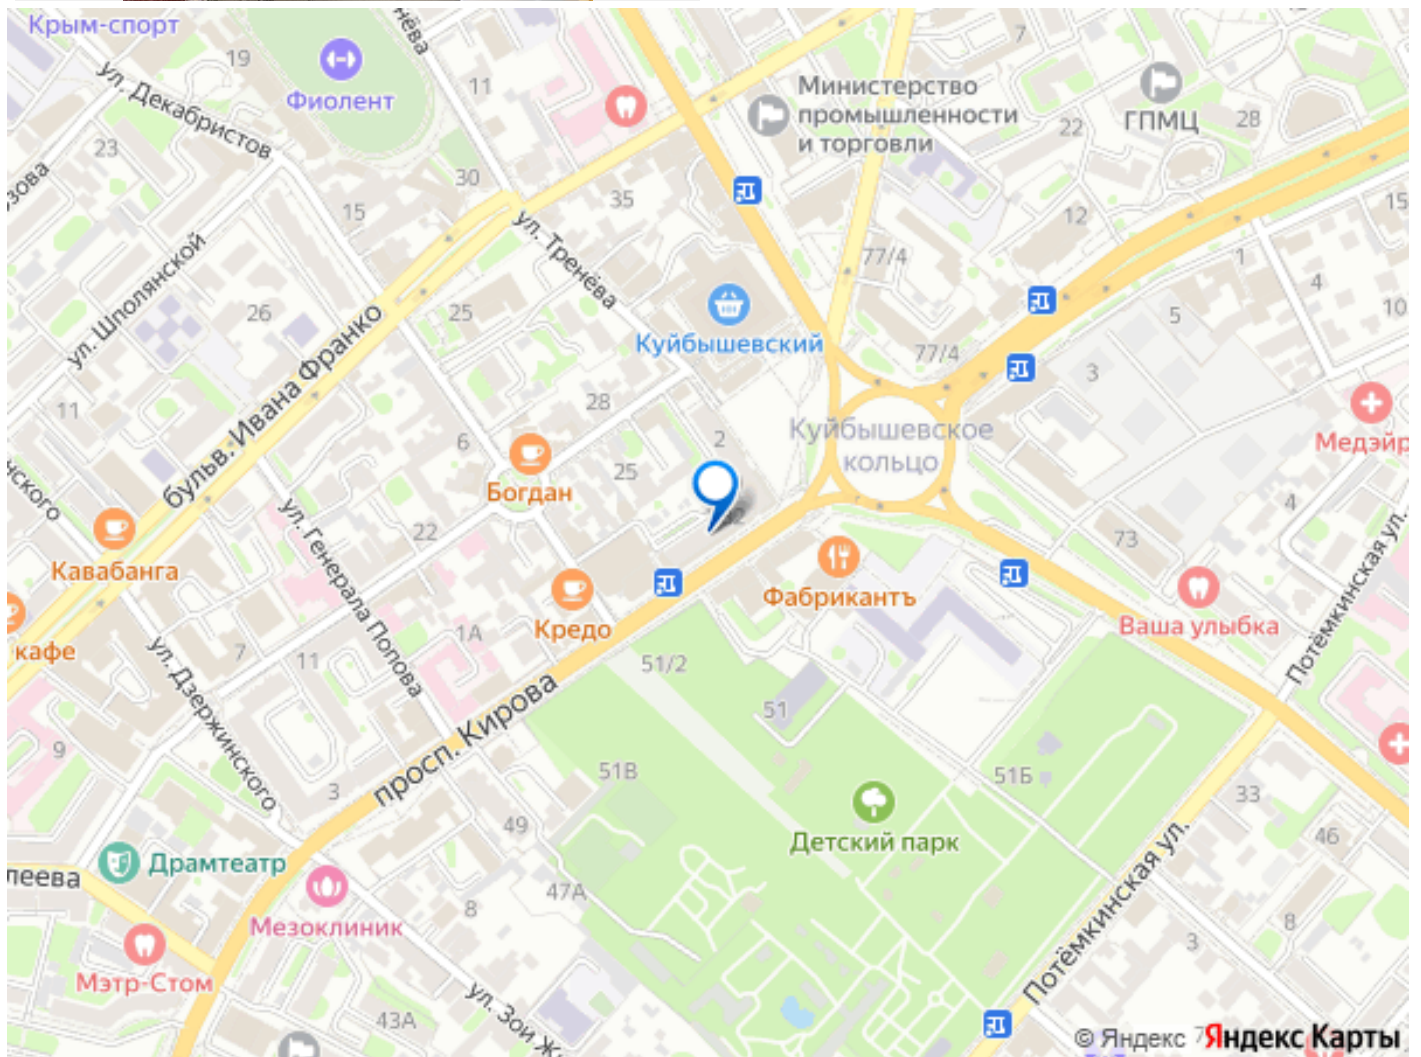 Крым-спорт
19
ул. Декабристов
Фиолент
11
Министерство
промышленности
и торговли
7
ГПМЦ
22
28
23
30
15
35
ул. Тренёва
12
15
77/4
1
4
10
ул. Шполянской
26
25
бульв. Ивана Франко
Куйбышевский
77/4
5
3
11
6
28
2
Куйбышевское
кольцо
Медэйр
Богдан
25
22
4
73
ул. Генерала Попова
Кавабанга
кафе
Кредо
Фабрикантъ
Ваша улыбка
Потёмкинская ул.
1А
7
11
51/2
51
просп. Кирова
ул. Дзержинского
9
3
51В
51Б
33
46
49
Детский парк
Драмтеатр
леева
47А
8
Мезоклиник
Мэтр-Стом
Потёмкинская ул.
8
3
43А
© Яндекс
Яндекс Карты